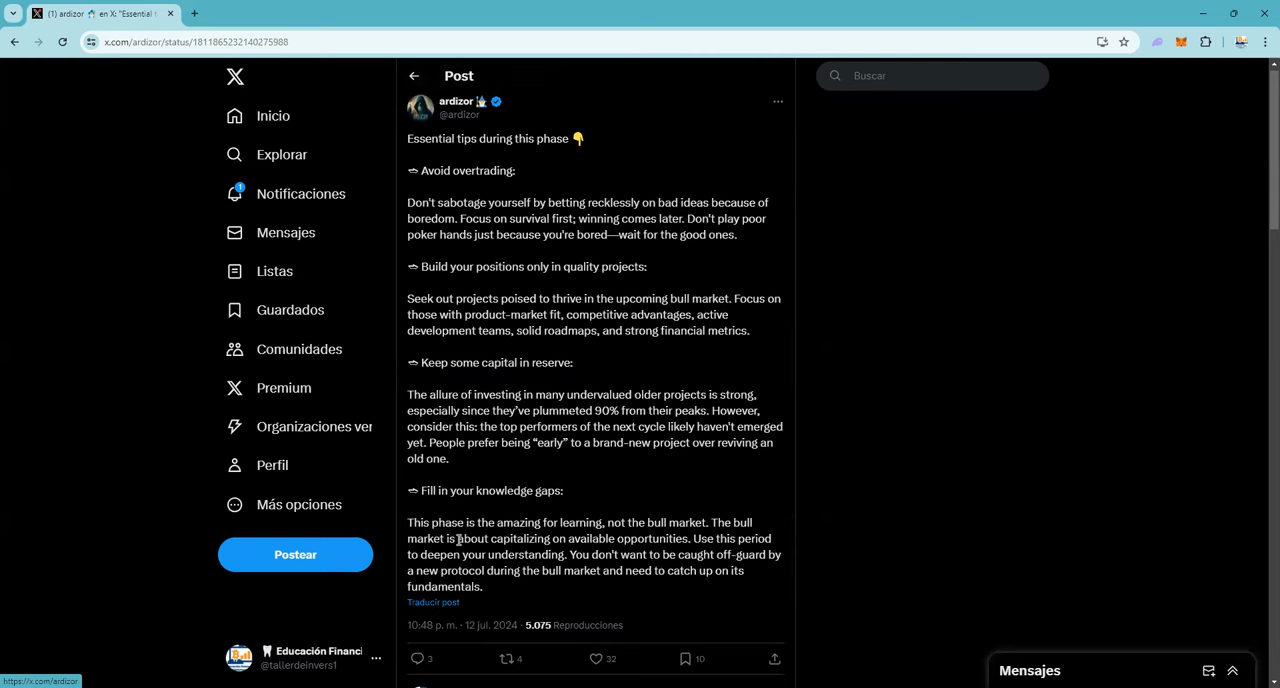 ardizor en X: "Essential t
x.com/ardizor/status/1811865232140275988
Post
Buscar
ardizor
@ardizor
Inicio
Explorar
1
Notificaciones
Mensajes
Listas
Guardados
Comunidades
Premium
Organizaciones ver
Perfil
Más opciones
Postear
Educación Financi
@tallerdeinvers1
https://x.com/ardizor
Essential tips during this phase 👇
➬ Avoid overtrading:
Don't sabotage yourself by betting recklessly on bad ideas because of
boredom. Focus on survival first; winning comes later. Don't play poor
poker hands just because you're bored—wait for the good ones.
➬ Build your positions only in quality projects:
Seek out projects poised to thrive in the upcoming bull market. Focus on
those with product-market fit, competitive advantages, active
development teams, solid roadmaps, and strong financial metrics.
➬ Keep some capital in reserve:
The allure of investing in many undervalued older projects is strong,
especially since they've plummeted 90% from their peaks. However,
consider this: the top performers of the next cycle likely haven't emerged
yet. People prefer being “early” to a brand-new project over reviving an
old one.
➬ Fill in your knowledge gaps:
This phase is the amazing for learning, not the bull market. The bull
market is about capitalizing on available opportunities. Use this period
to deepen your understanding. You don't want to be caught off-guard by
a new protocol during the bull market and need to catch up on its
fundamentals.
Traducir post
10:48 p. m. · 12 jul. 2024 · 5.075 Reproducciones
3 4 32 10
Mensajes